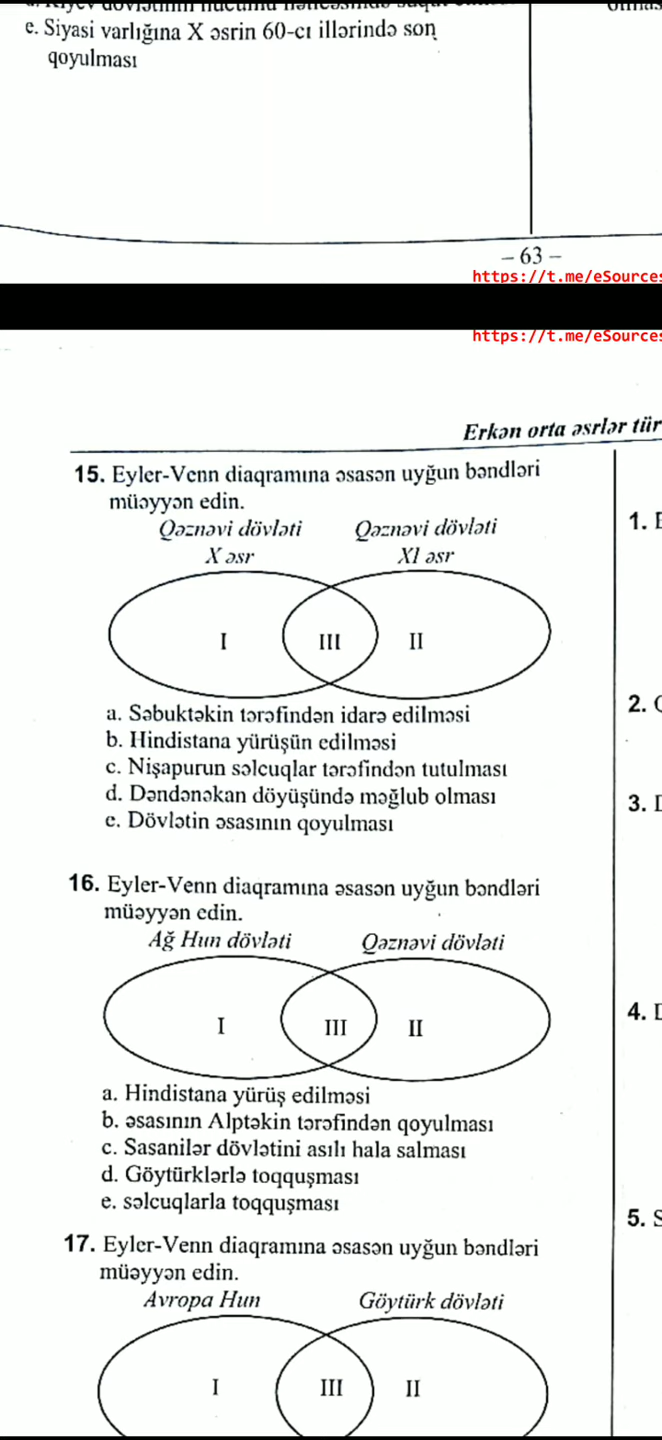 e. Siyasi varlığına X əsrin 60-cı illərində son
qoyulması
– 63 –
https://t.me/eSources
https://t.me/eSources
Erkən orta əsrlər tür
15. Eyler-Venn diaqramına əsasən uyğun bəndləri
müəyyən edin.
Qəznəvi dövləti Qəznəvi dövləti
X əsr XI əsr
I III II
a. Səbuktəkin tərəfindən idarə edilməsi
b. Hindistana yürüşün edilməsi
c. Nişapurun səlcuqlar tərəfindən tutulması
d. Dəndənəkan döyüşündə məğlub olması
e. Dövlətin əsasının qoyulması
16. Eyler-Venn diaqramına əsasən uyğun bəndləri
müəyyən edin.
Ağ Hun dövləti Qəznəvi dövləti
I III II
a. Hindistana yürüş edilməsi
b. əsasının Alptəkin tərəfindən qoyulması
c. Sasanilər dövlətini asılı hala salması
d. Göytürklərlə toqquşması
e. səlcuqlarla toqquşması
17. Eyler-Venn diaqramına əsasən uyğun bəndləri
müəyyən edin.
Avropa Hun Göytürk dövləti
I III II
1.
2.
3.
4.
5.